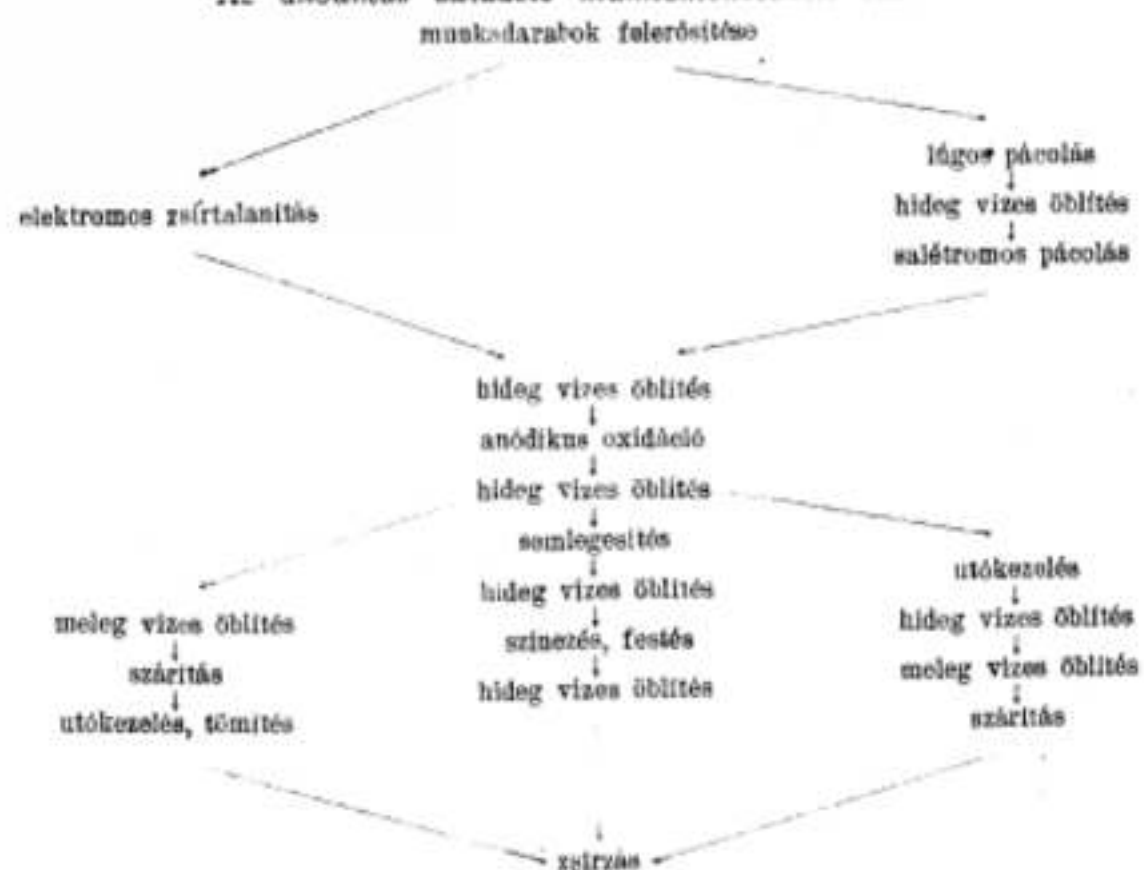 munkadarabok felerősítése
lúgos pácolás
hideg vizes öblítés
salétromos pácolás
elektromos zsírtalanítás
hideg vizes öblítés
anódikus oxidáció
hideg vizes öblítés
semlegesítés
hideg vizes öblítés
színezés, festés
hideg vizes öblítés
meleg vizes öblítés
szárítás
utókezelés, tömítés
utókezelés
hideg vizes öblítés
meleg vizes öblítés
szárítás
zsírzás